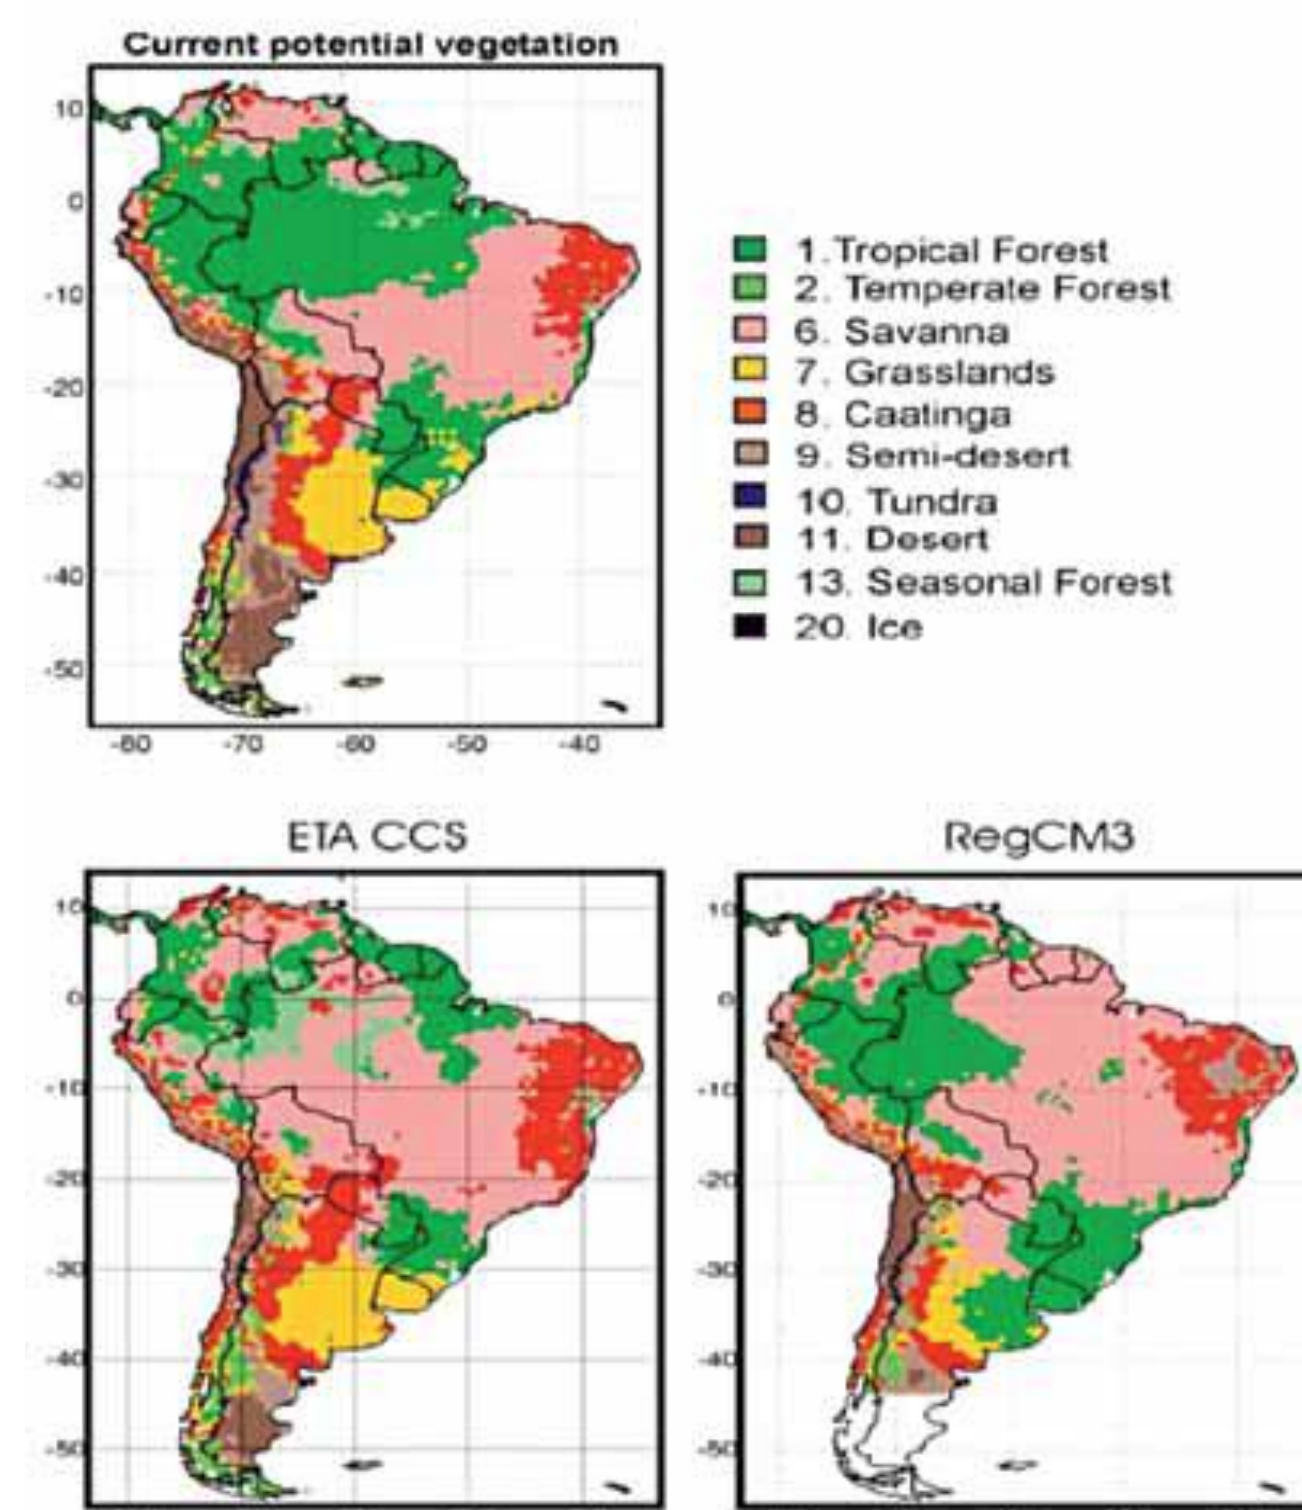 Current potential vegetation
10
0
-10
-20
-30
-40
-50
-80 -70 -60 -50 -40
1.Tropical Forest
2. Temperate Forest
6. Savanna
7. Grasslands
8. Caatinga
9. Semi-desert
10. Tundra
11. Desert
13. Seasonal Forest
20. Ice
ETA CCS
10
0
-10
-20
-30
-40
-50
RegCM3
10
0
-10
-20
-30
-40
-50